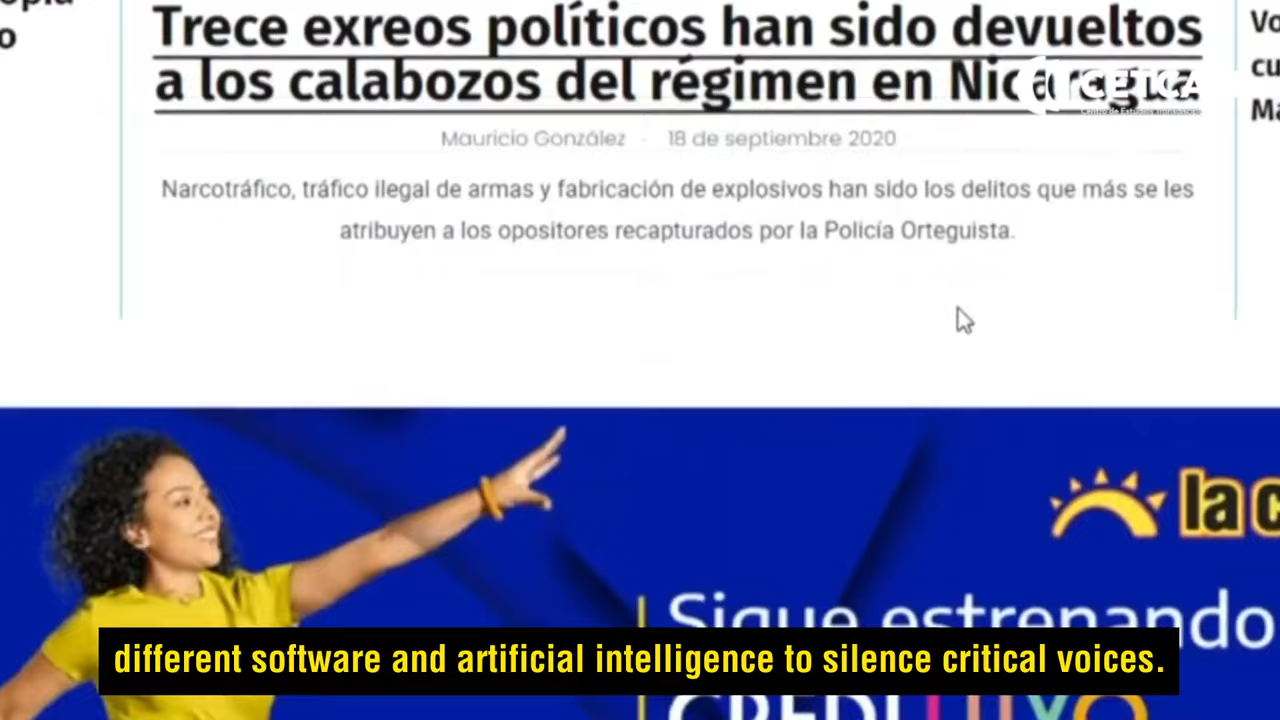 Trece exreos políticos han sido devueltos
a los calabozos del régimen en
CETCA
Mauricio González - 18 de septiembre 2020
Narcotráfico, tráfico ilegal de armas y fabricación de explosivos han sido los delitos que más se les
atribuyen a los opositores recapturados por la Policía Orteguista.
la
Sigue estrenando
different software and artificial intelligence to silence critical voices.